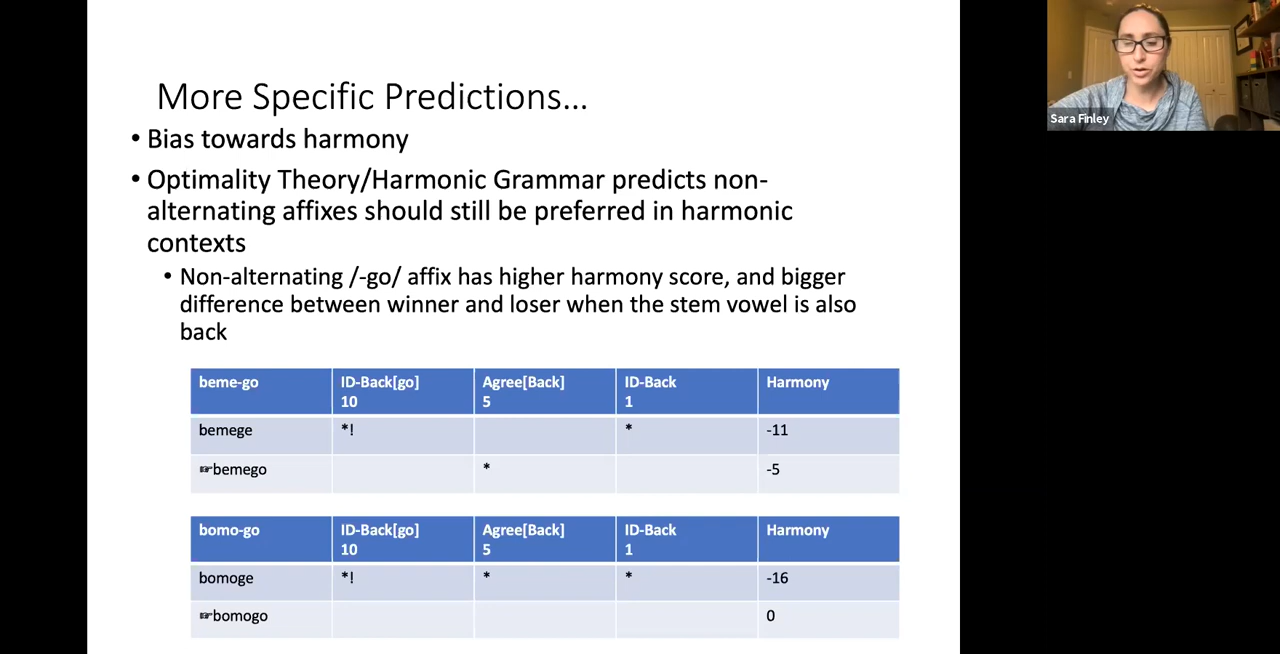 More Specific Predictions...
• Bias towards harmony
• Optimality Theory/Harmonic Grammar predicts non-
alternating affixes should still be preferred in harmonic
contexts
• Non-alternating /-go/ affix has higher harmony score, and bigger
difference between winner and loser when the stem vowel is also
back
beme-go ID-Back[go] 10 Agree[Back] 5 ID-Back 1 Harmony
bemege *! * -11
☞bemego * -5
bomo-go ID-Back[go] 10 Agree[Back] 5 ID-Back 1 Harmony
bomoge *! * * -16
☞bomogo 0
Sara Finley